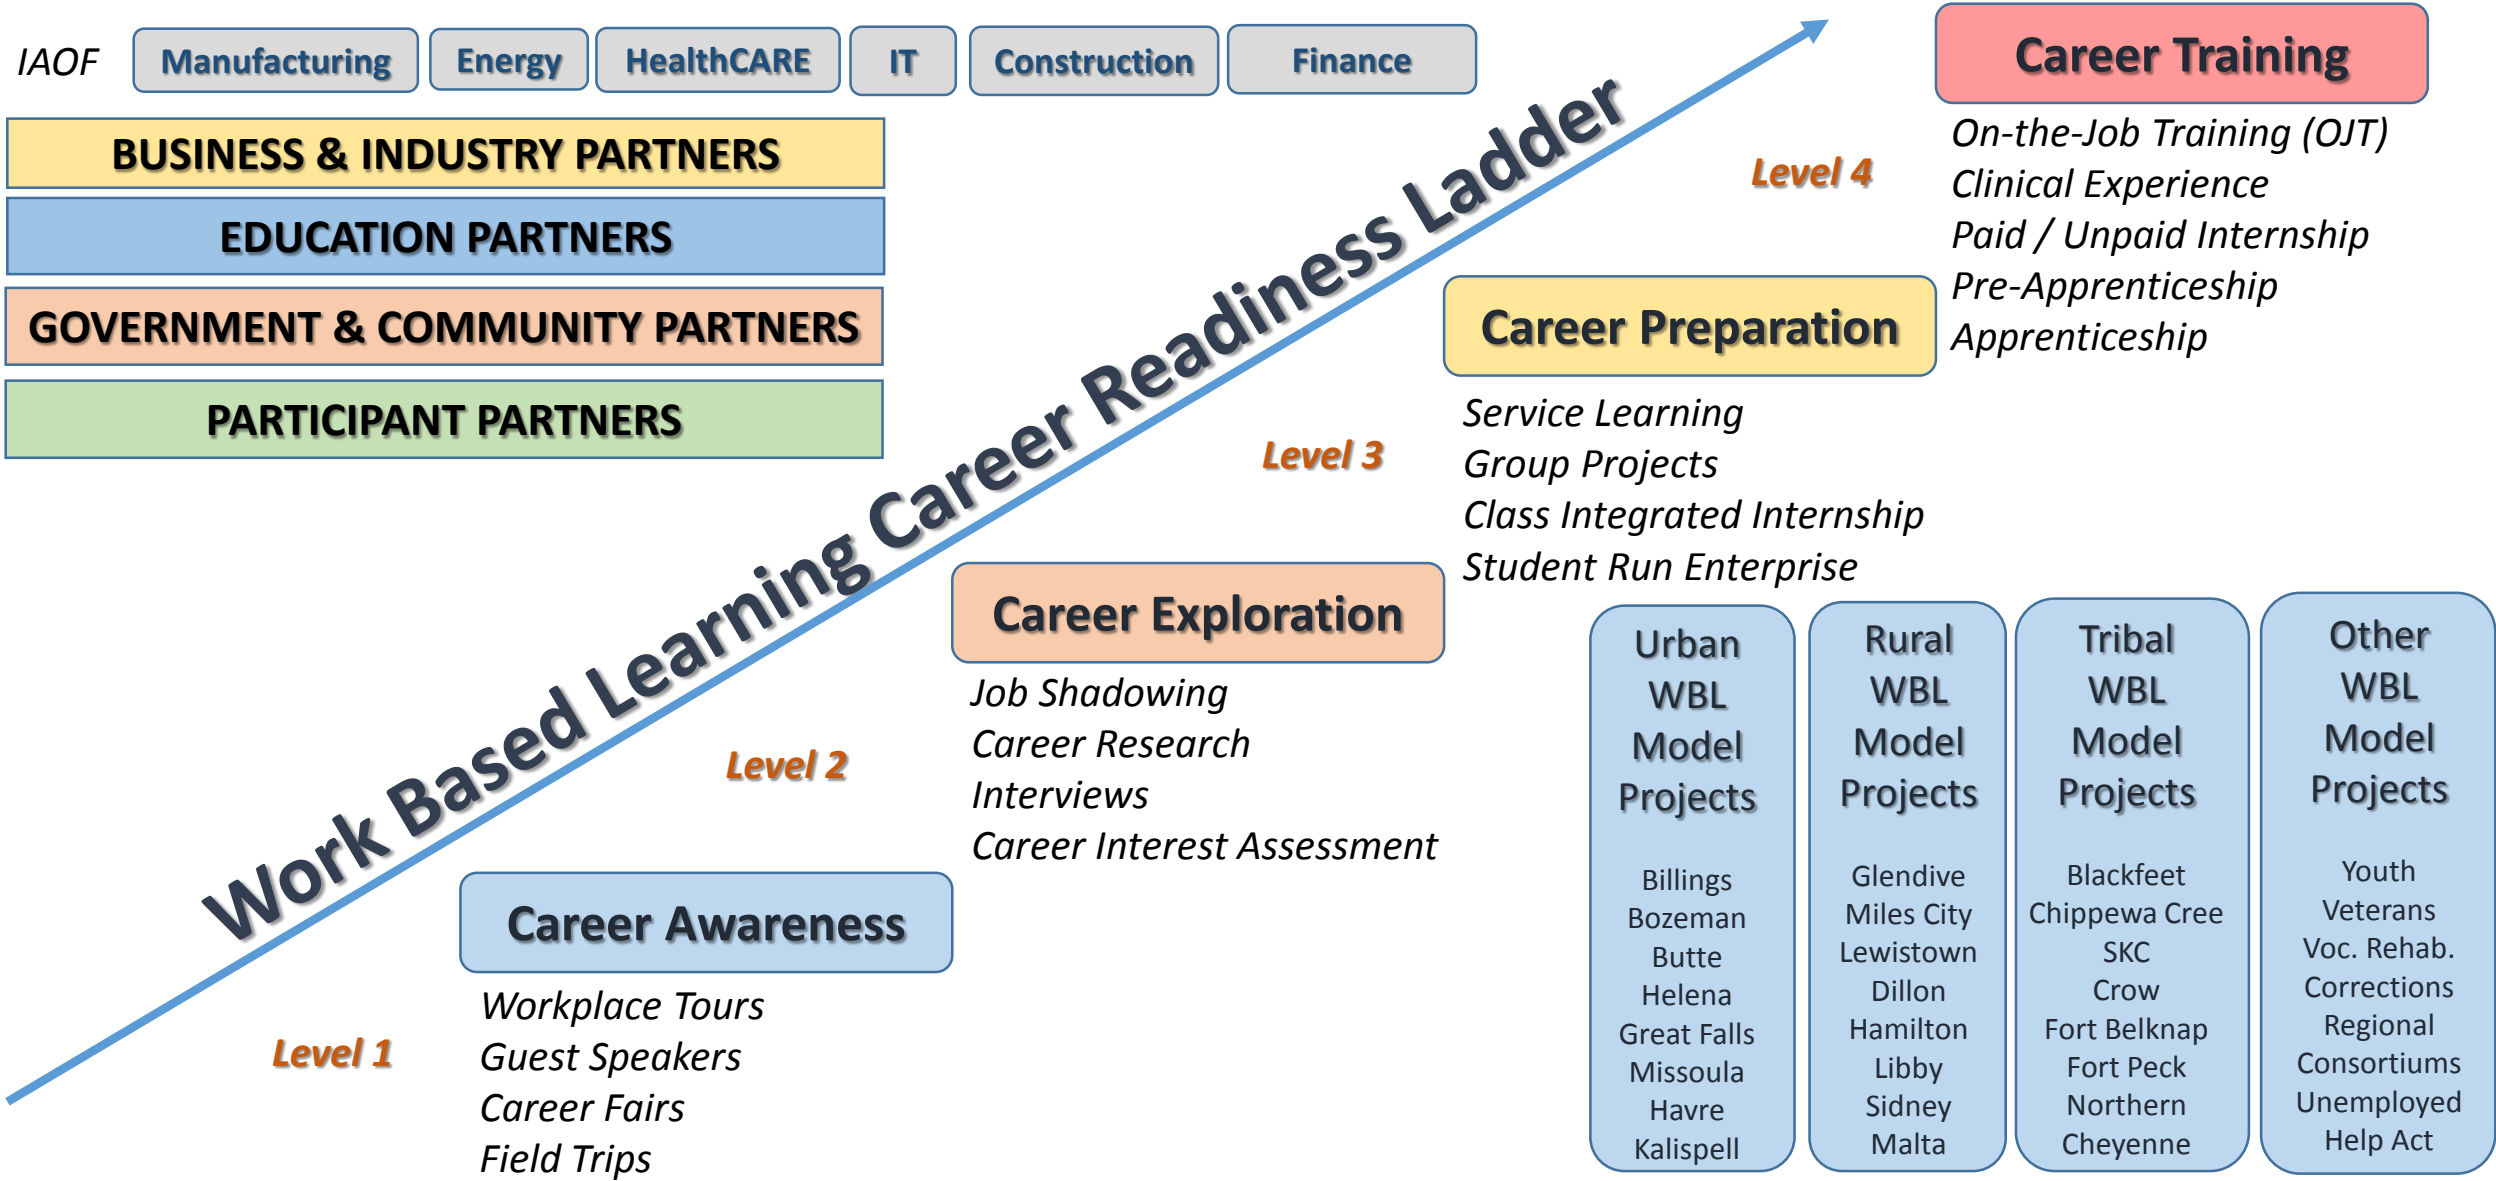 IAOF
Manufacturing
Energy
HealthCARE
IT
Construction
Finance
BUSINESS & INDUSTRY PARTNERS
EDUCATION PARTNERS
GOVERNMENT & COMMUNITY PARTNERS
PARTICIPANT PARTNERS
Work Based Learning Career Readiness Ladder
Level 4
Career Training
On-the-Job Training (OJT)
Clinical Experience
Paid / Unpaid Internship
Pre-Apprenticeship
Apprenticeship
Level 3
Career Preparation
Service Learning
Group Projects
Class Integrated Internship
Student Run Enterprise
Level 2
Career Exploration
Job Shadowing
Career Research
Interviews
Career Interest Assessment
Level 1
Career Awareness
Workplace Tours
Guest Speakers
Career Fairs
Field Trips
Urban
WBL
Model
Projects
Billings
Bozeman
Butte
Helena
Great Falls
Missoula
Havre
Kalispell
Rural
WBL
Model
Projects
Glendive
Miles City
Lewistown
Dillon
Hamilton
Libby
Sidney
Malta
Tribal
WBL
Model
Projects
Blackfeet
Chippewa Cree
SKC
Crow
Fort Belknap
Fort Peck
Northern
Cheyenne
Other
WBL
Model
Projects
Youth
Veterans
Voc. Rehab.
Corrections
Regional
Consortiums
Unemployed
Help Act